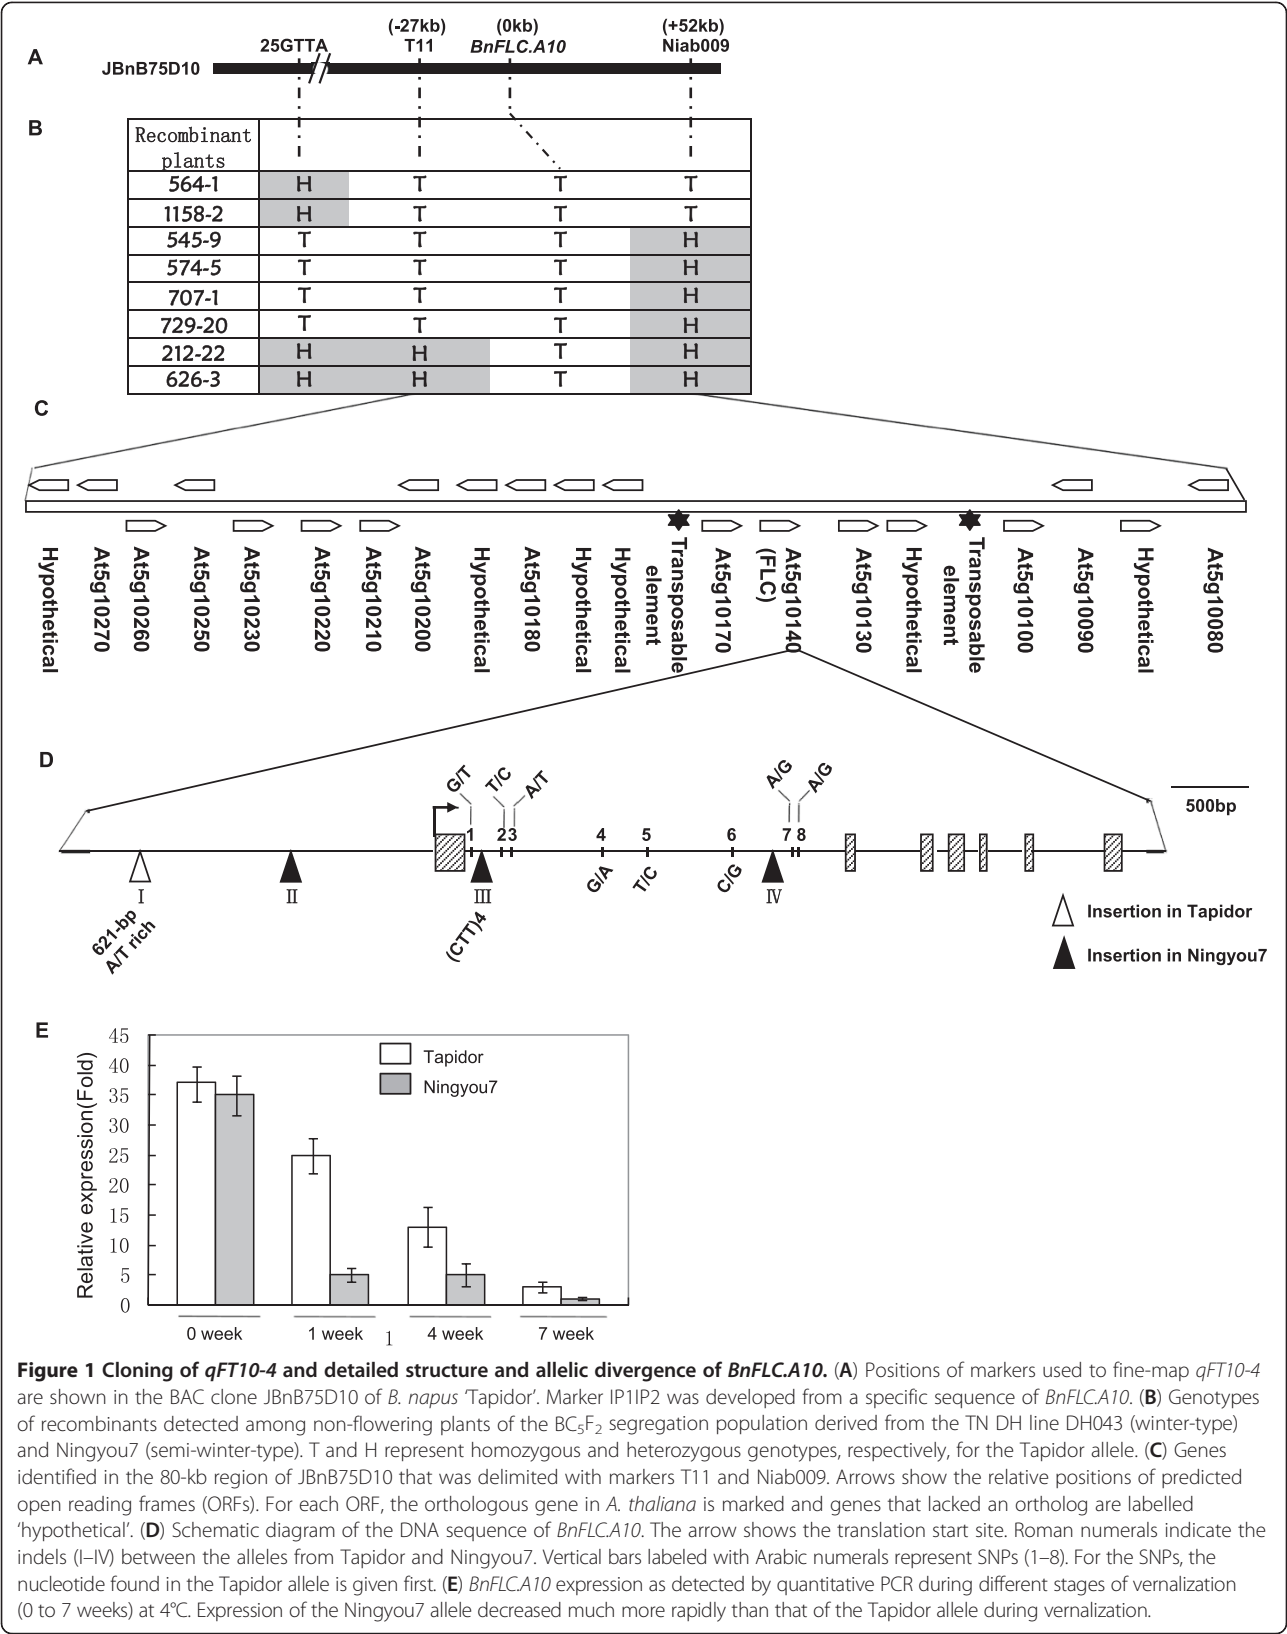 A
(-27kb) (0kb) (+52kb)
25GTTA T11 BnFLC.A10 Niab009
JBnB75D10
B
Recombinant
plants
564-1 H T T T
1158-2 H T T T
545-9 T T T H
574-5 T T T H
707-1 T T T H
729-20 T T T H
212-22 H H T H
626-3 H H T H
C
Hypothetical
At5g10270
At5g10260
At5g10250
At5g10230
At5g10220
At5g10210
At5g10200
Hypothetical
At5g10180
Hypothetical
Hypothetical
Transposable
element
At5g10170
At5g10140
(FLC)
At5g10130
Hypothetical
Transposable
element
At5g10100
At5g10090
Hypothetical
At5g10080
D
G/T T/C A/T A/G A/G
500bp
1 2 3 4 5 6 7 8
G/A T/C C/G
I II III IV
621-bp
A/T rich
(CTT)4
Insertion in Tapidor
Insertion in Ningyou7
E
Relative expression(Fold)
45
40
35
30
25
20
15
10
5
0
Tapidor
Ningyou7
0 week 1 week 1 4 week 7 week
Figure 1 Cloning of qFT10-4 and detailed structure and allelic divergence of BnFLC.A10. (A) Positions of markers used to fine-map qFT10-4
are shown in the BAC clone JBnB75D10 of B. napus ‘Tapidor’. Marker IP1IP2 was developed from a specific sequence of BnFLC.A10. (B) Genotypes
of recombinants detected among non-flowering plants of the BC5F2 segregation population derived from the TN DH line DH043 (winter-type)
and Ningyou7 (semi-winter-type). T and H represent homozygous and heterozygous genotypes, respectively, for the Tapidor allele. (C) Genes
identified in the 80-kb region of JBnB75D10 that was delimited with markers T11 and Niab009. Arrows show the relative positions of predicted
open reading frames (ORFs). For each ORF, the orthologous gene in A. thaliana is marked and genes that lacked an ortholog are labelled
‘hypothetical’. (D) Schematic diagram of the DNA sequence of BnFLC.A10. The arrow shows the translation start site. Roman numerals indicate the
indels (I–IV) between the alleles from Tapidor and Ningyou7. Vertical bars labeled with Arabic numerals represent SNPs (1–8). For the SNPs, the
nucleotide found in the Tapidor allele is given first. (E) BnFLC.A10 expression as detected by quantitative PCR during different stages of vernalization
(0 to 7 weeks) at 4°C. Expression of the Ningyou7 allele decreased much more rapidly than that of the Tapidor allele during vernalization.